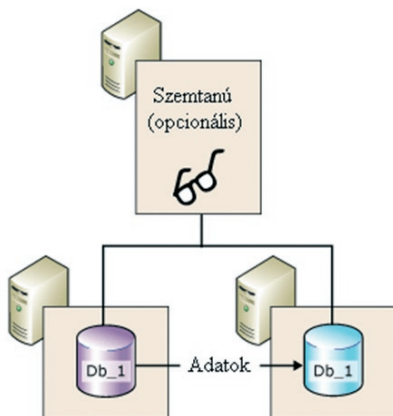 Szemtanú
(opcionális)
Db_1
Adatok
Db_1